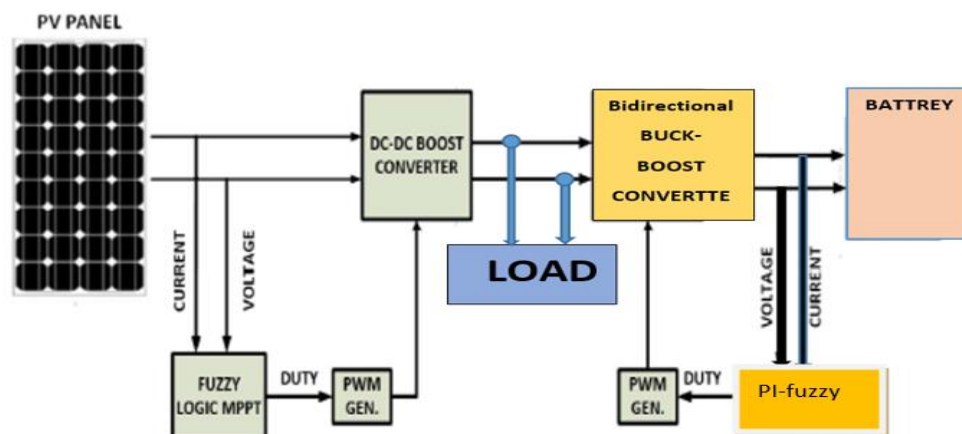 PV PANEL
DC-DC BOOST
CONVERTER
Bidirectional
BUCK-
BOOST
CONVERTTE
BATTREY
LOAD
CURRENT
VOLTAGE
VOLTAGE
CURRENT
FUZZY
LOGIC MPPT
DUTY
PWM
GEN.
PWM
GEN.
DUTY
PI-fuzzy